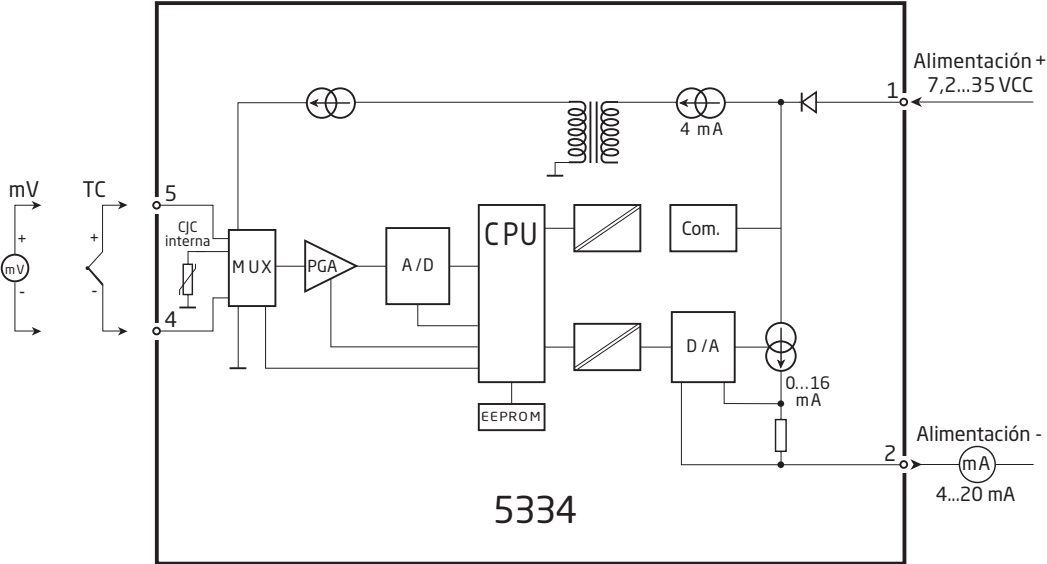 Alimentación +
7,2...35 VCC
1
4 mA
mV
TC
5
CJC
interna
+
+
mV
-
-
MUX
PGA
A/D
CPU
Com.
4
D/A
0...16
mA
EEPROM
Alimentación -
2
mA
4...20 mA
5334